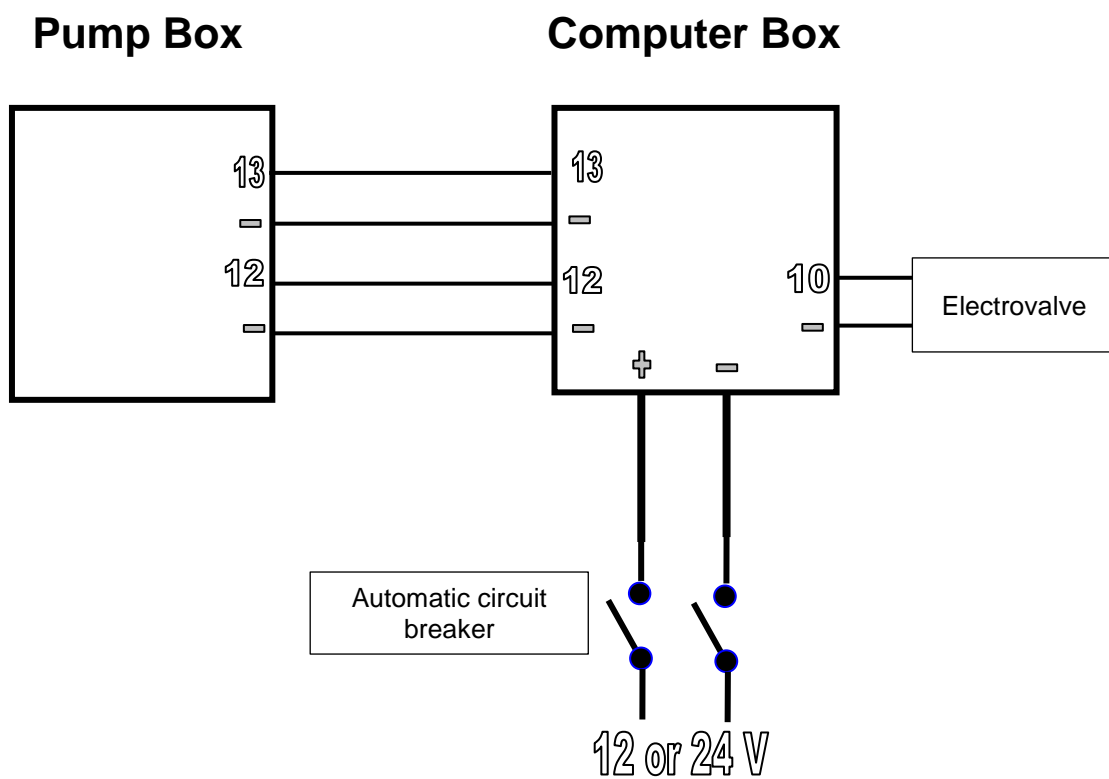 Pump Box
Computer Box
13
13
-
-
12
12
10
Electrovalve
-
-
-
+
-
Automatic circuit
breaker
12 or 24 V